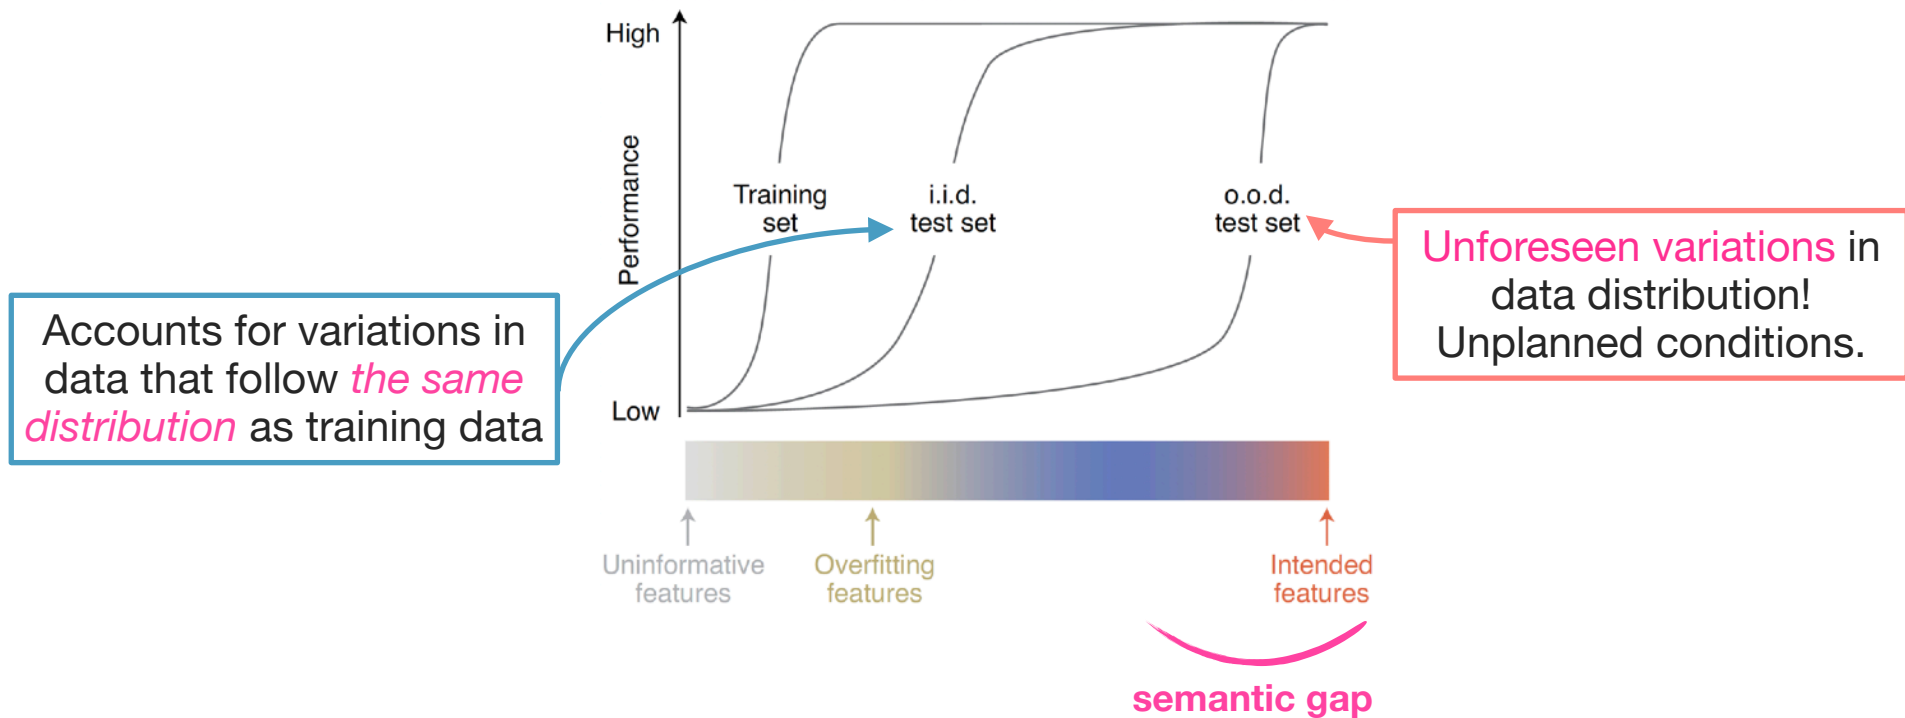 High
Performance
Low
Training
set
i.i.d.
test set
o.o.d.
test set
Accounts for variations in
data that follow the same
distribution as training data
Unforeseen variations in
data distribution!
Unplanned conditions.
Uninformative
features
Overfitting
features
Intended
features
semantic gap